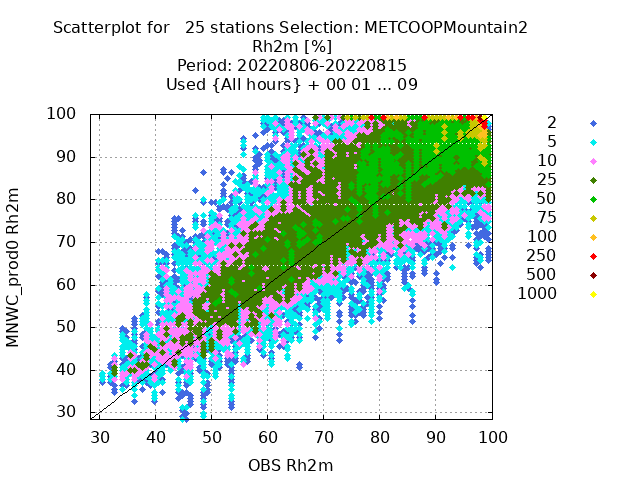 Scatterplot for   25 stations Selection: METCOOPMountain2
Rh2m [%]
Period: 20220806-20220815
Used {All hours} + 00 01 ... 09
MNWC_prod0 Rh2m
100
90
80
70
60
50
40
30
30 40 50 60 70 80 90 100
OBS Rh2m
2
5
10
25
50
75
100
250
500
1000